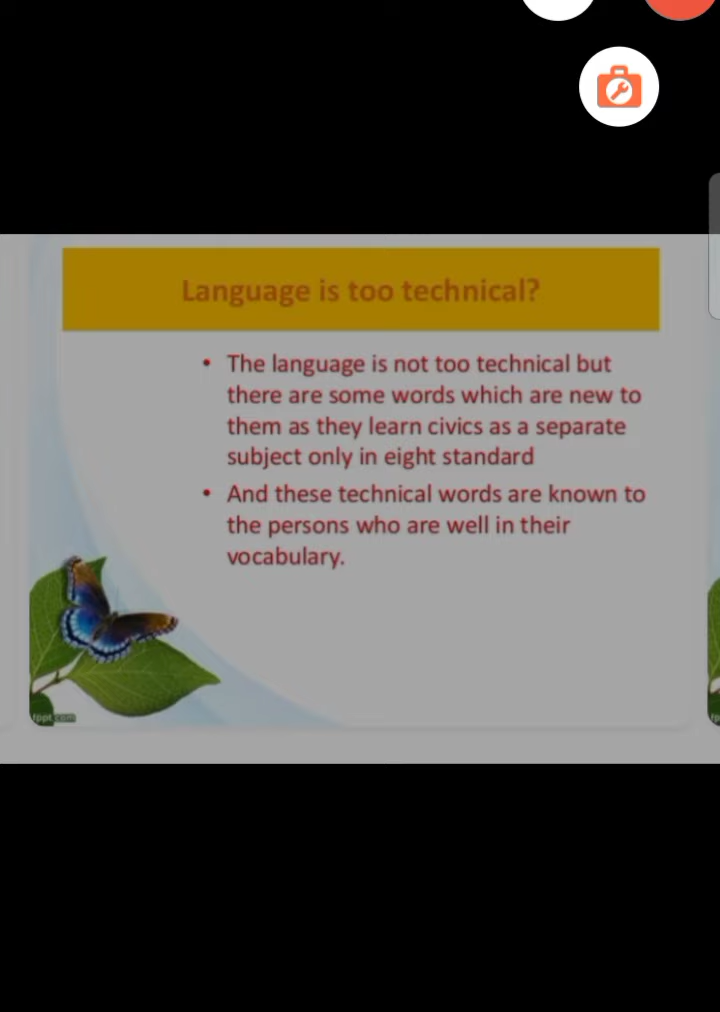 Language is too technical?
• The language is not too technical but
there are some words which are new to
them as they learn civics as a separate
subject only in eight standard
• And these technical words are known to
the persons who are well in their
vocabulary.
fppt.com